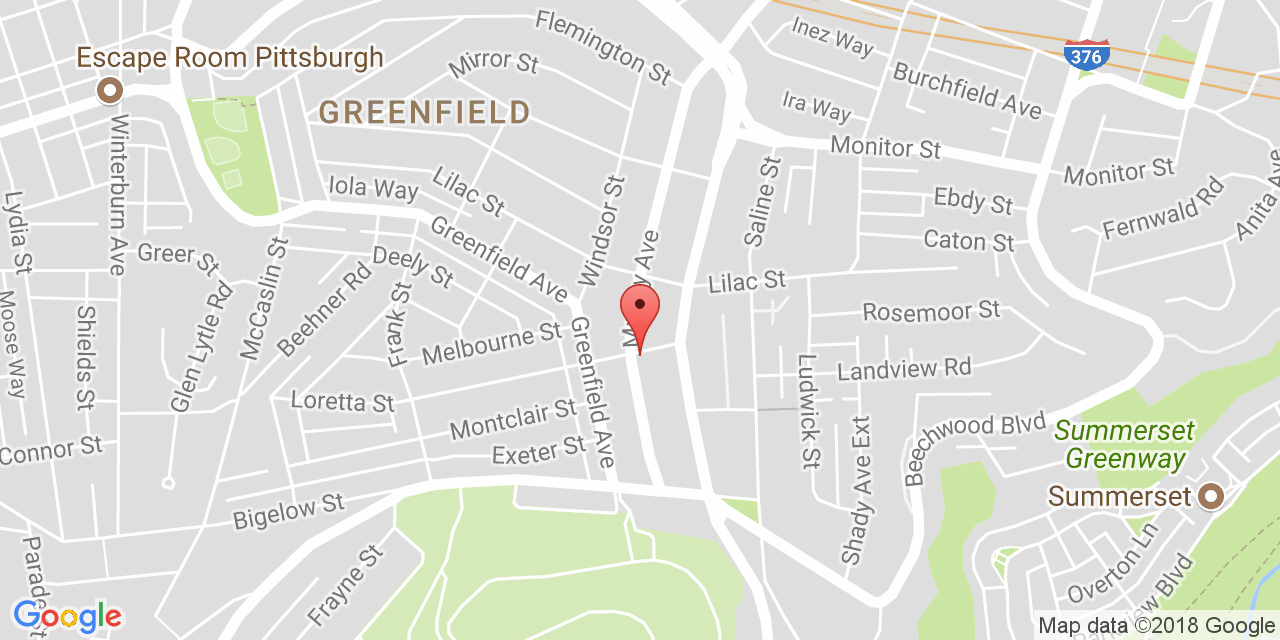 Flemington St
Inez Way
Escape Room Pittsburgh
Mirror St
376
Burchfield Ave
GREENFIELD
Ira Way
Winterburn Ave
Monitor St
Monitor St
Iola Way
Lilac St
Windsor St
Saline St
Ebdy St
Fernwald Rd
Anita Ave
Lydia St
Greer St
McCaslin St
Deely St
Greenfield Ave
Ave
Caton St
Lilac St
Moose Way
Shields St
Glen Lytle Rd
Beehner Rd
Frank St
Melbourne St
Greenfield Ave
Rosemoor St
Landview Rd
Loretta St
Ludwick St
Montclair St
Connor St
Exeter St
Shady Ave Ext
Beechwood Blvd
Summerset
Greenway
Summerset
Bigelow St
Frayne St
Overton Ln
Google
Map data ©2018 Google